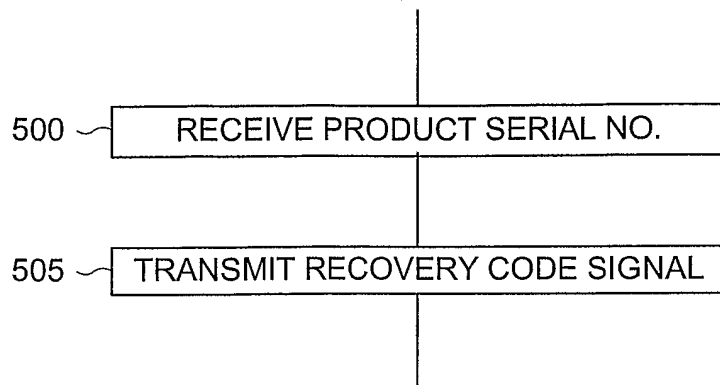 500 RECEIVE PRODUCT SERIAL NO.
505 TRANSMIT RECOVERY CODE SIGNAL